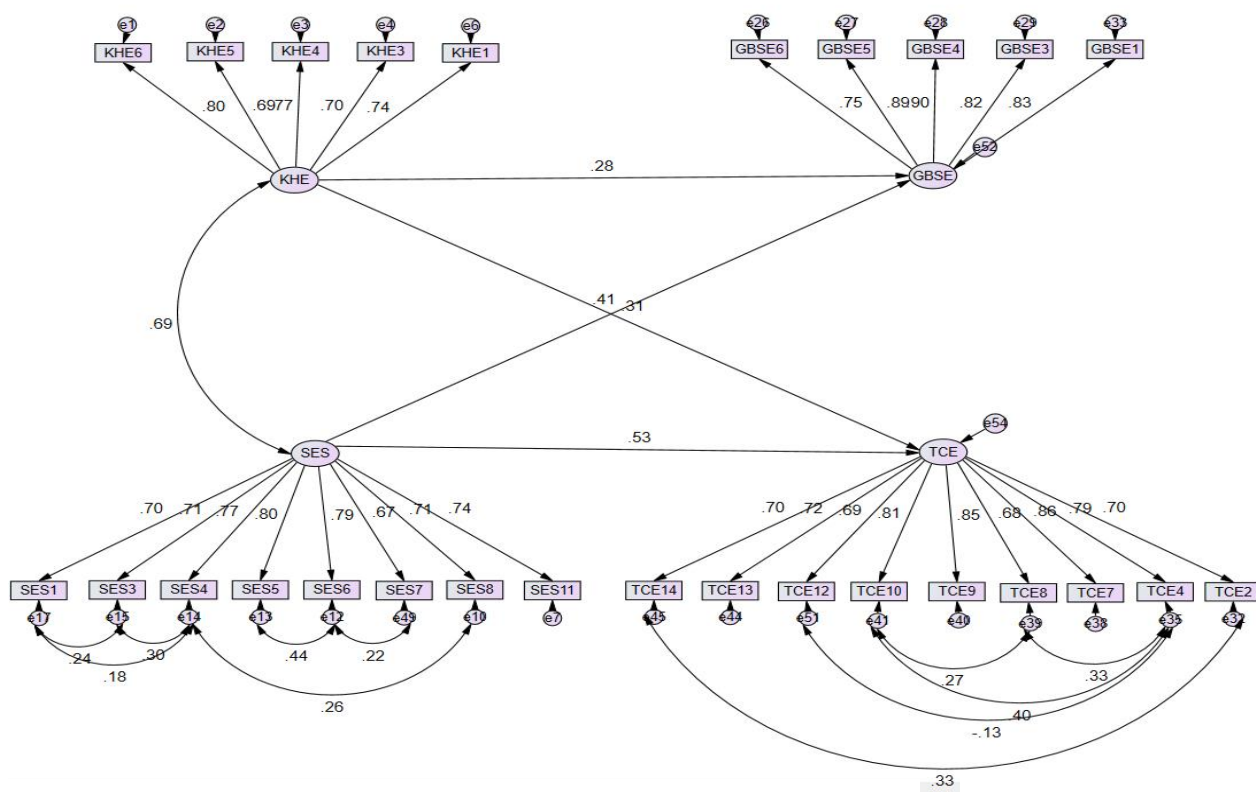 e1 e2 e3 e4 e6 e26 e27 e28 e29 e33
KHE6 KHE5 KHE4 KHE3 KHE1 GBSE6 GBSE5 GBSE4 GBSE3 GBSE1
.80 .69 .77 .70 .74 .75 .89 .90 .82 .83
e52
.28
KHE GBSE
.41 .31
.69
e54
.53
SES TCE
.70 .71 .77 .80 .79 .67 .71 .74 .70 .72 .69 .81 .85 .68 .86 .79 .70
SES1 SES3 SES4 SES5 SES6 SES7 SES8 SES11 TCE14 TCE13 TCE12 TCE10 TCE9 TCE8 TCE7 TCE4 TCE2
e17 e15 e14 e13 e12 e49 e10 e7 e45 e44 e51 e41 e40 e39 e38 e35 e32
.24 .30 .44 .22 .27 .33
.18
.26 .40
-.13
.33